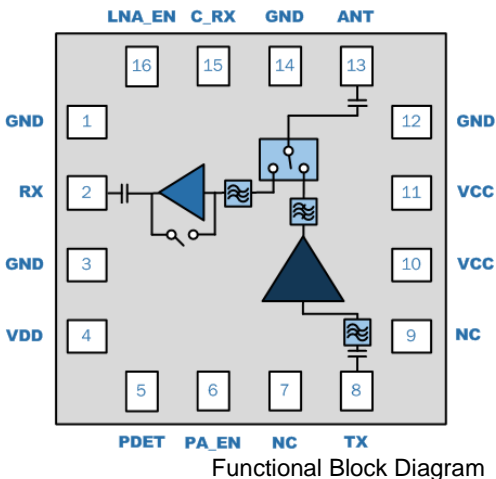 LNA_EN C_RX GND ANT
16 15 14 13
GND 1 12 GND
RX 2 11 VCC
GND 3 10 VCC
VDD 4 9 NC
5 6 7 8
PDET PA_EN NC TX
Functional Block Diagram